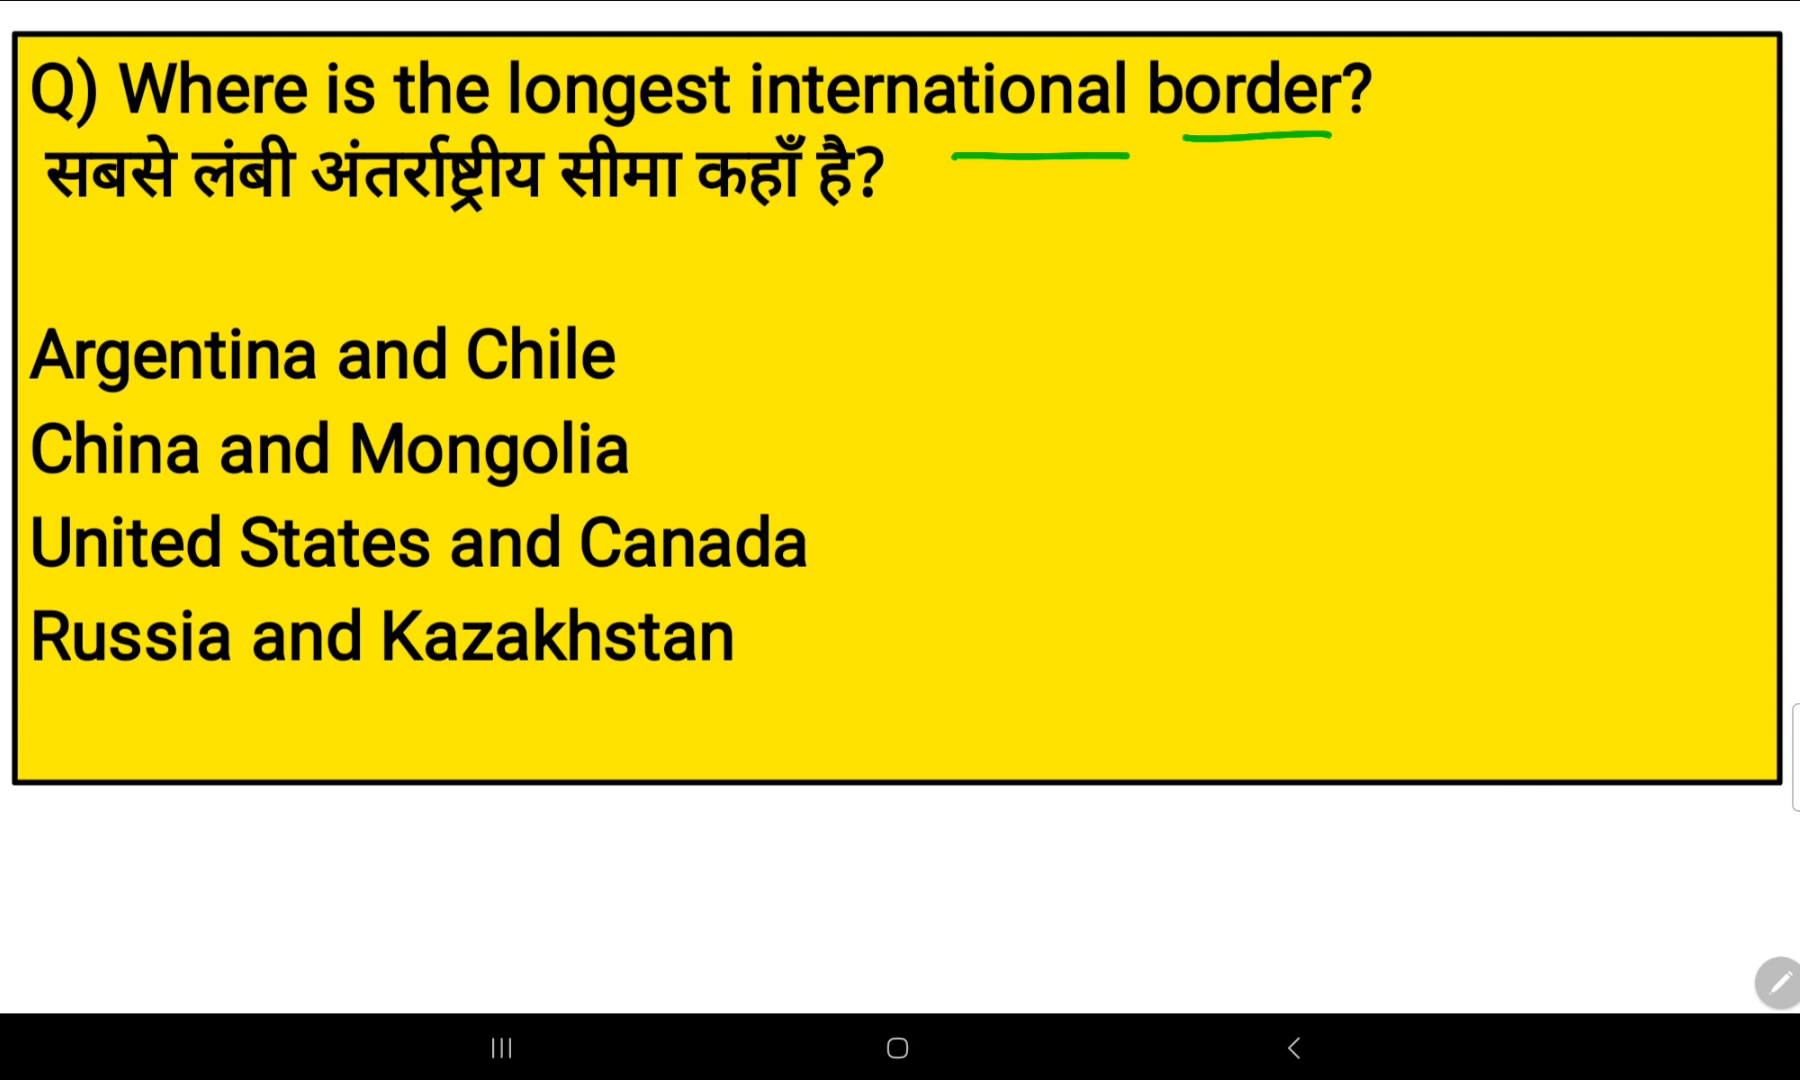 Q) Where is the longest international border?
सबसे लंबी अंतर्राष्ट्रीय सीमा कहाँ है?
Argentina and Chile
China and Mongolia
United States and Canada
Russia and Kazakhstan